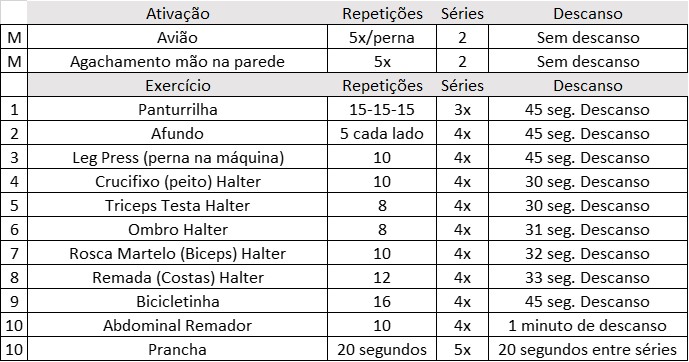 Ativação Repetições Séries Descanso
M Avião 5x/perna 2 Sem descanso
M Agachamento mão na parede 5x 2 Sem descanso
Exercício Repetições Séries Descanso
1 Panturrilha 15-15-15 3x 45 seg. Descanso
2 Afundo 5 cada lado 4x 45 seg. Descanso
3 Leg Press (perna na máquina) 10 4x 45 seg. Descanso
4 Crucifixo (peito) Halter 10 4x 30 seg. Descanso
5 Triceps Testa Halter 8 4x 30 seg. Descanso
6 Ombro Halter 8 4x 31 seg. Descanso
7 Rosca Martelo (Biceps) Halter 10 4x 32 seg. Descanso
8 Remada (Costas) Halter 12 4x 33 seg. Descanso
9 Bicicletinha 16 4x 45 seg. Descanso
10 Abdominal Remador 10 4x 1 minuto de descanso
10 Prancha 20 segundos 5x 20 segundos entre séries